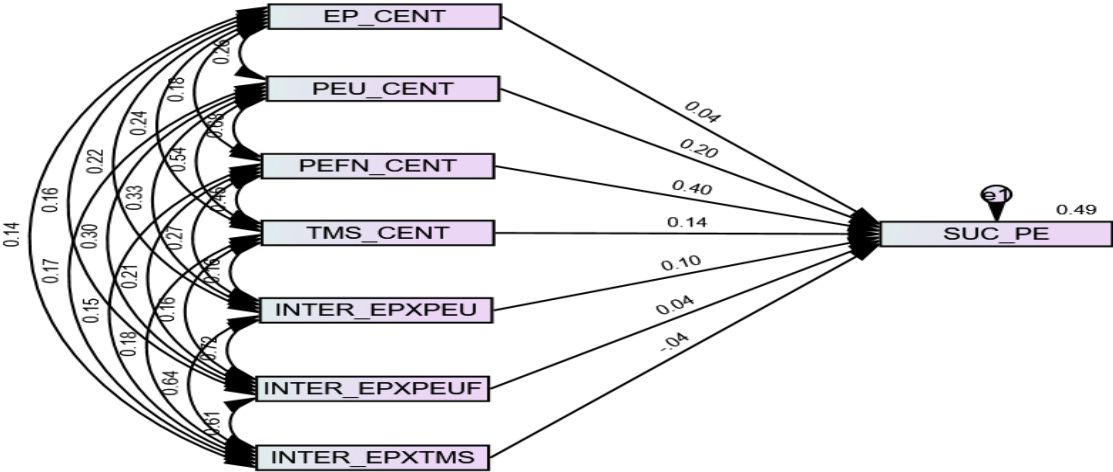 EP_CENT
0.26
PEU_CENT
0.18
0.04
0.24
0.20
0.54
PEFN_CENT
0.22
0.40
0.16
0.33
0.14
0.30
0.27
TMS_CENT
0.14
e1
0.49
SUC_PE
0.17
0.21
0.15
0.16
INTER_EPXPEU
0.10
0.18
0.72
0.04
0.64
INTER_EPXPEUF
-.04
0.61
INTER_EPXTMS